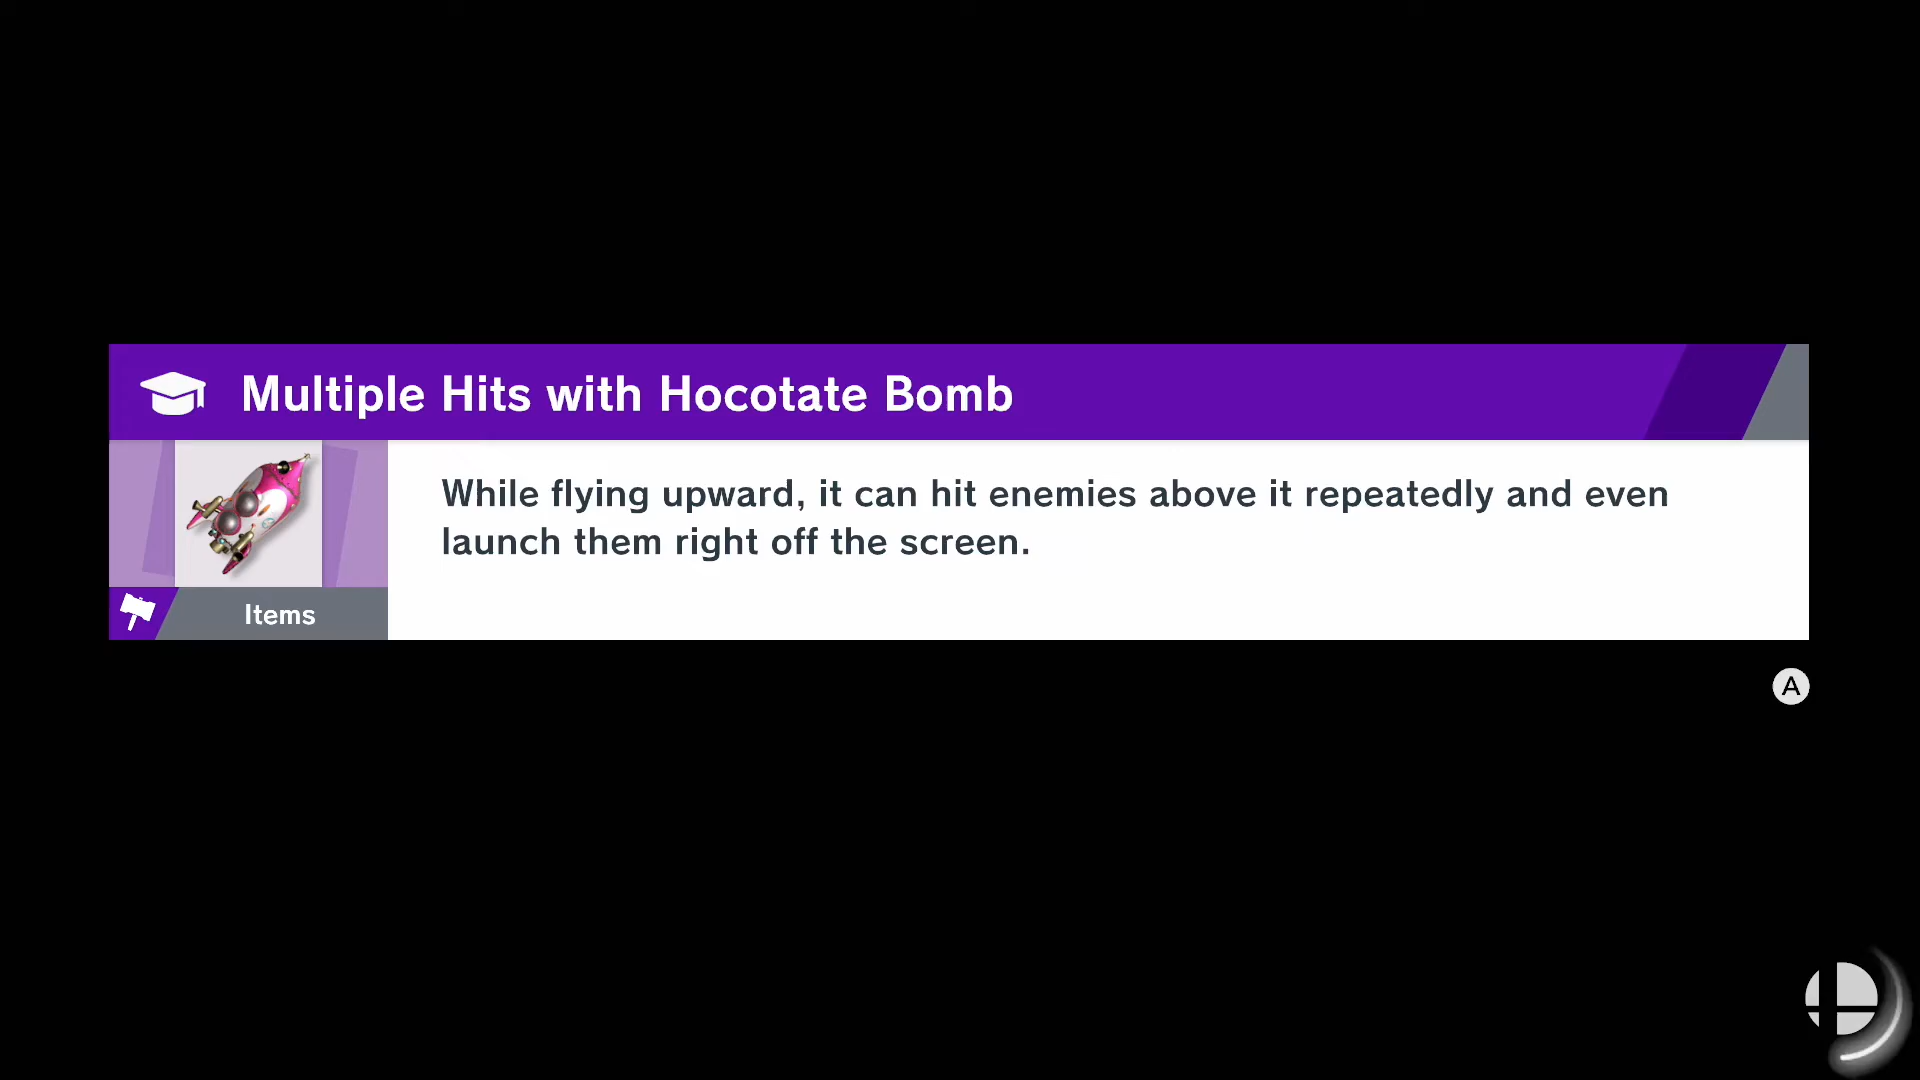 Multiple Hits with Hocotate Bomb
While flying upward, it can hit enemies above it repeatedly and even
launch them right off the screen.
Items
A